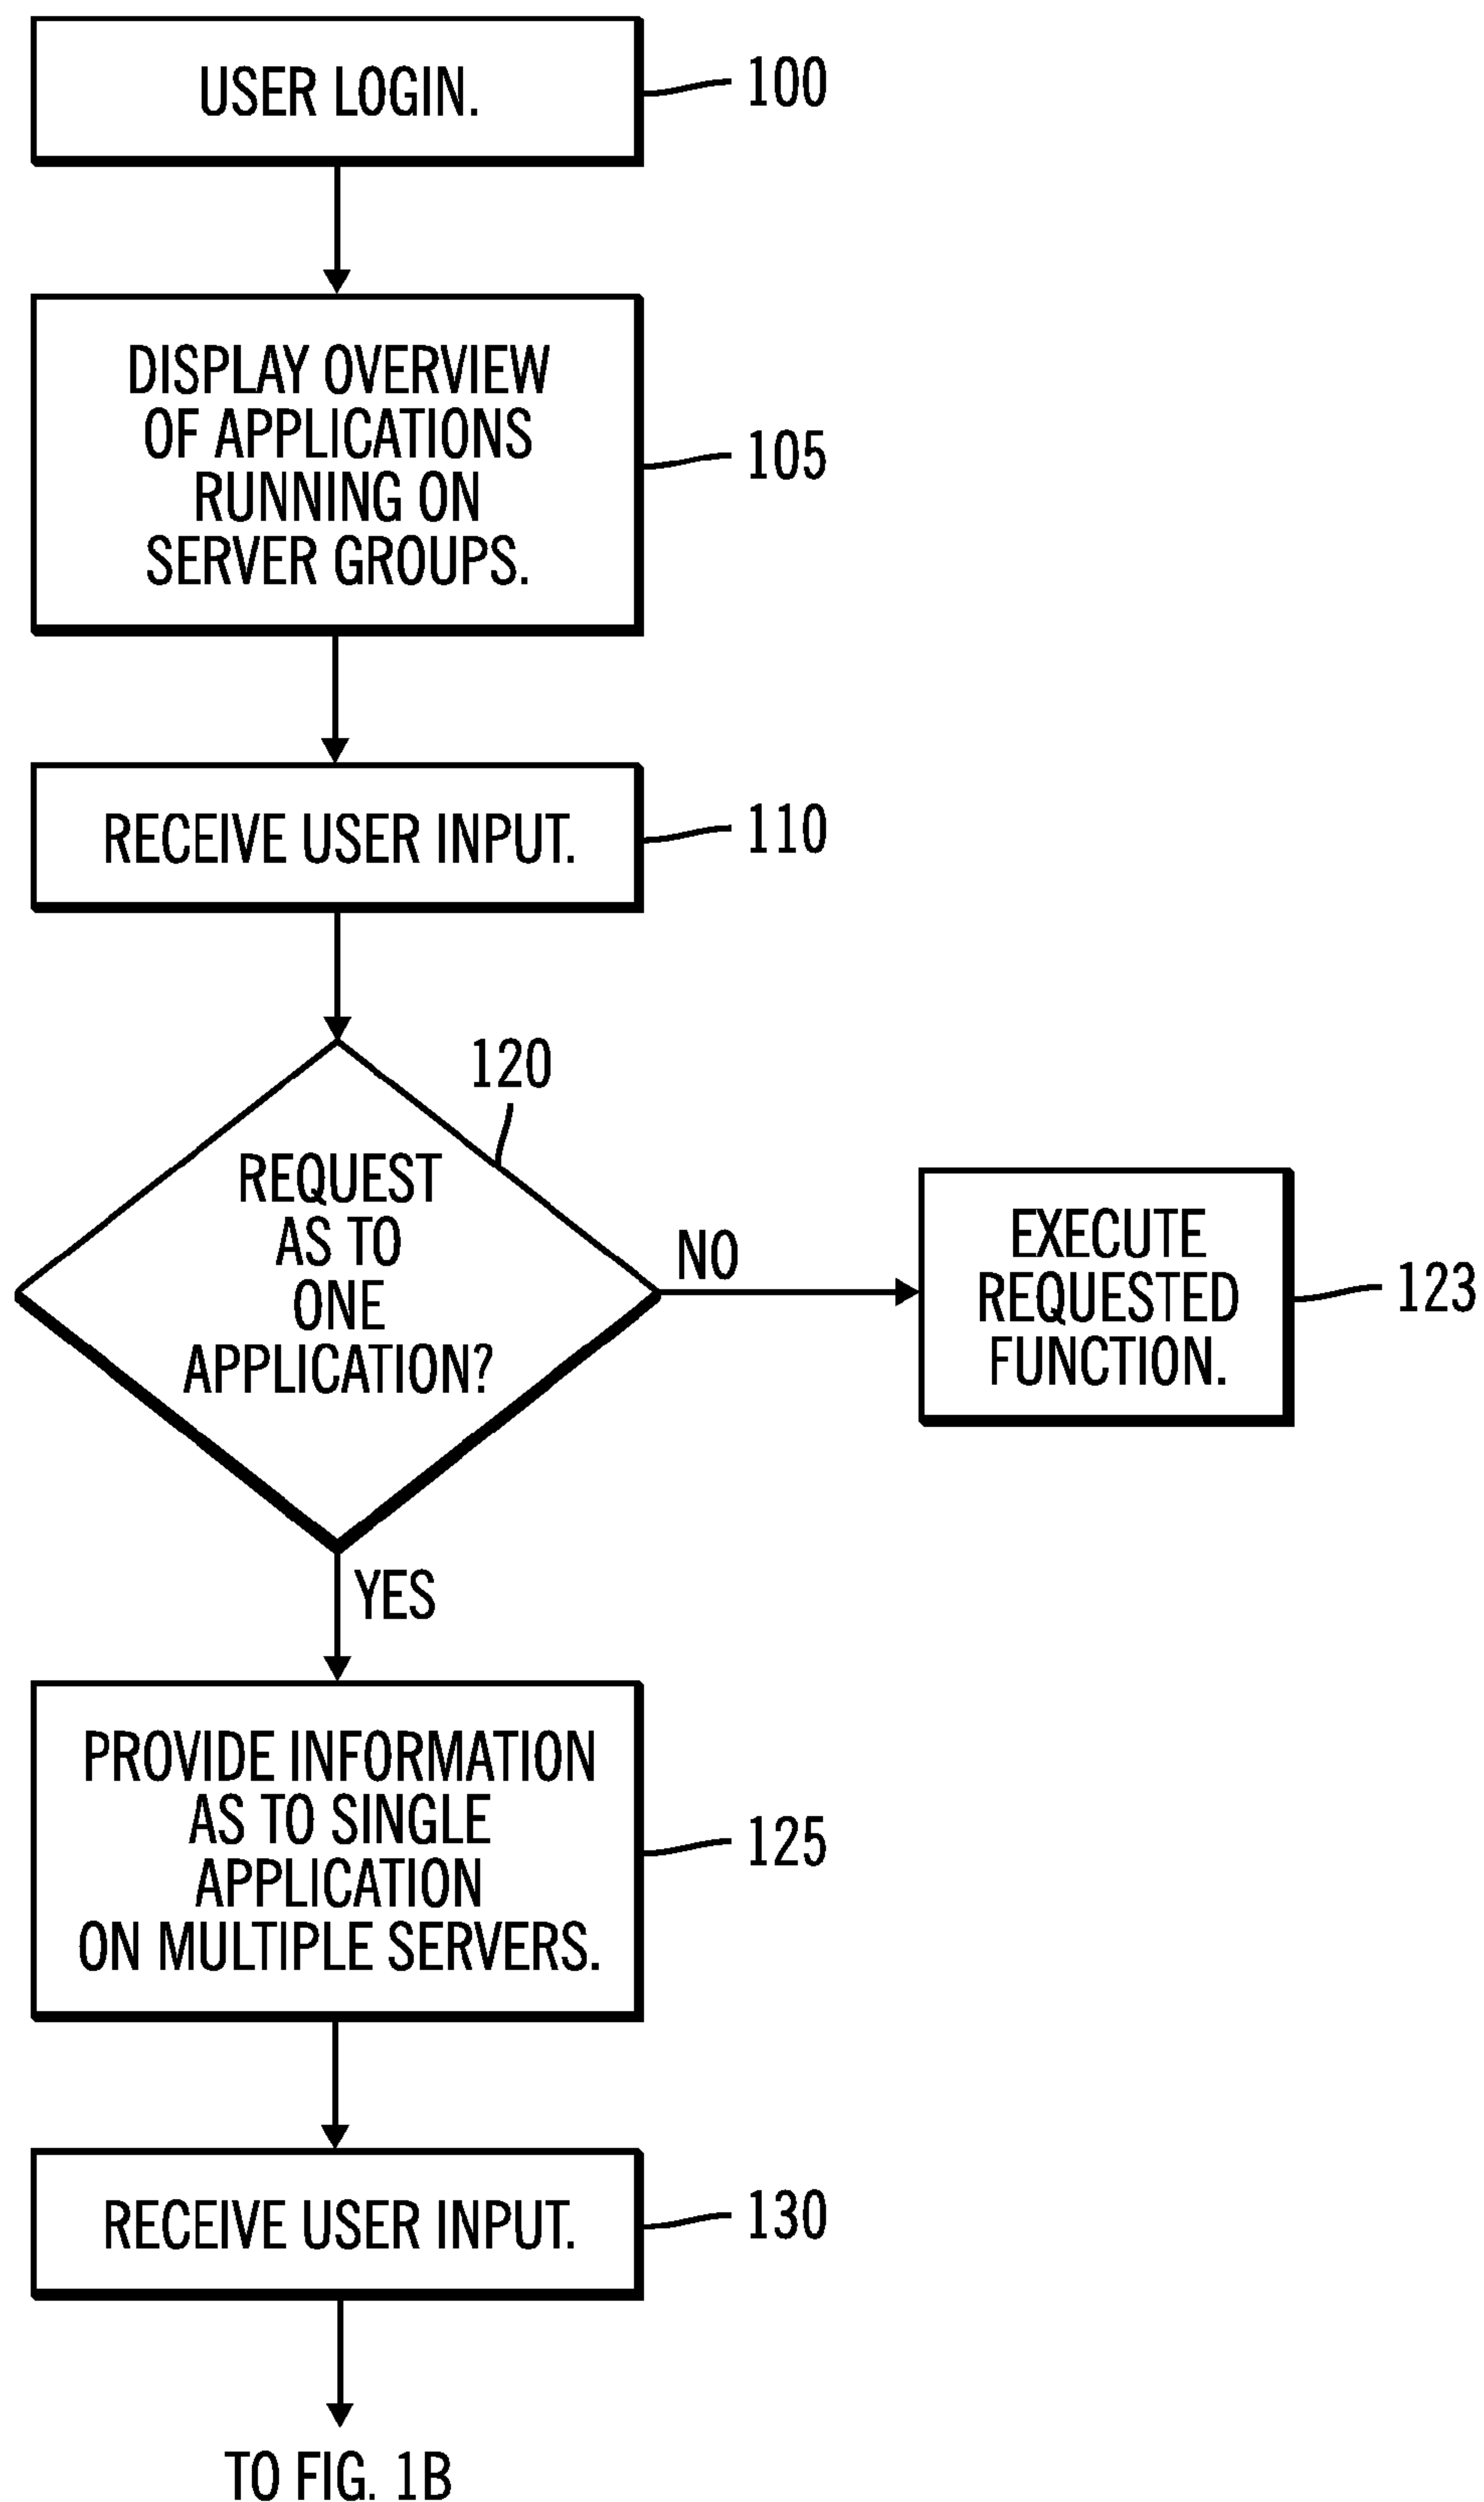 USER LOGIN.
100
DISPLAY OVERVIEW
OF APPLICATIONS
RUNNING ON
SERVER GROUPS.
105
RECEIVE USER INPUT.
110
120
REQUEST
AS TO
ONE
APPLICATION?
NO
EXECUTE
REQUESTED
FUNCTION.
123
YES
PROVIDE INFORMATION
AS TO SINGLE
APPLICATION
ON MULTIPLE SERVERS.
125
RECEIVE USER INPUT.
130
TO FIG. 1B